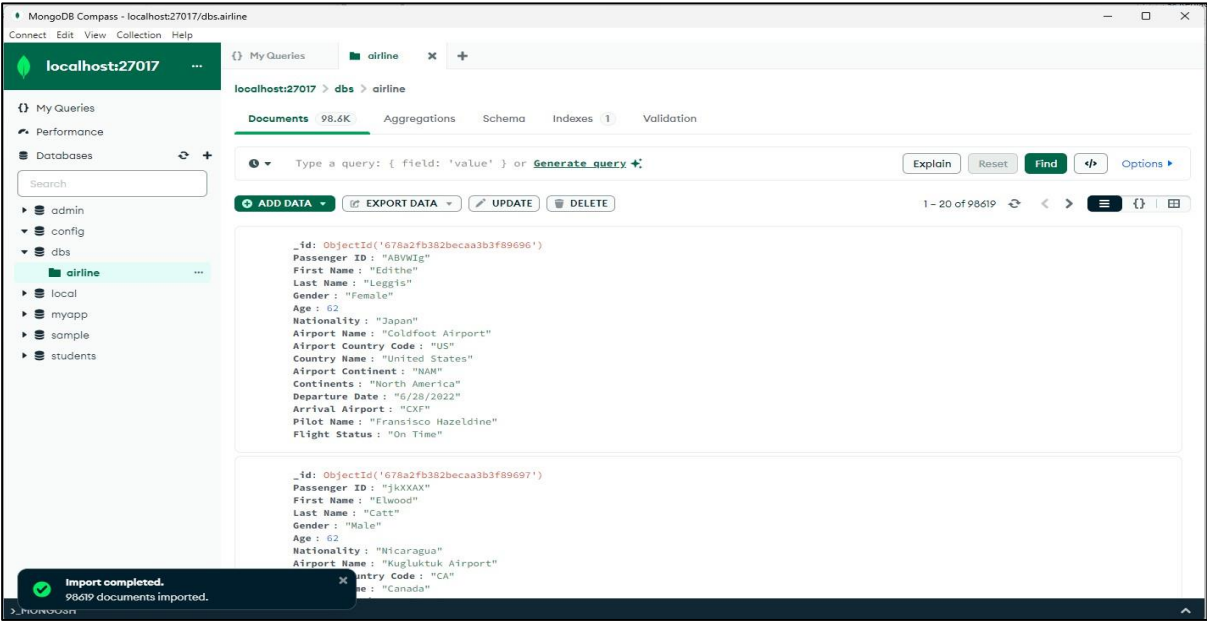 MongoDB Compass - localhost:27017/dbs.airline
Connect Edit View Collection Help
localhost:27017 ...
{} My Queries
Performance
Databases
Search
admin
config
dbs
airline ...
local
myapp
sample
students
{} My Queries airline
localhost:27017 > dbs > airline
Documents 98.6K Aggregations Schema Indexes 1 Validation
Type a query: { field: 'value' } or Generate query
Explain Reset Find </> Options
ADD DATA EXPORT DATA UPDATE DELETE
1 - 20 of 98619 {}
_id: ObjectId('678a2fb382becaa3b3f89696')
Passenger ID : "ABVWIg"
First Name : "Edithe"
Last Name : "Leggis"
Gender : "Female"
Age : 62
Nationality : "Japan"
Airport Name : "Coldfoot Airport"
Airport Country Code : "US"
Country Name : "United States"
Airport Continent : "NAM"
Continents : "North America"
Departure Date : "6/28/2022"
Arrival Airport : "CXF"
Pilot Name : "Fransisco Hazeldine"
Flight Status : "On Time"
_id: ObjectId('678a2fb382becaa3b3f89697')
Passenger ID : "jkXXAX"
First Name : "Elwood"
Last Name : "Catt"
Gender : "Male"
Age : 62
Nationality : "Nicaragua"
Airport Name : "Kugluktuk Airport"
Code : "CA"
: "Canada"
Import completed.
98619 documents imported.
>_MONGOSH